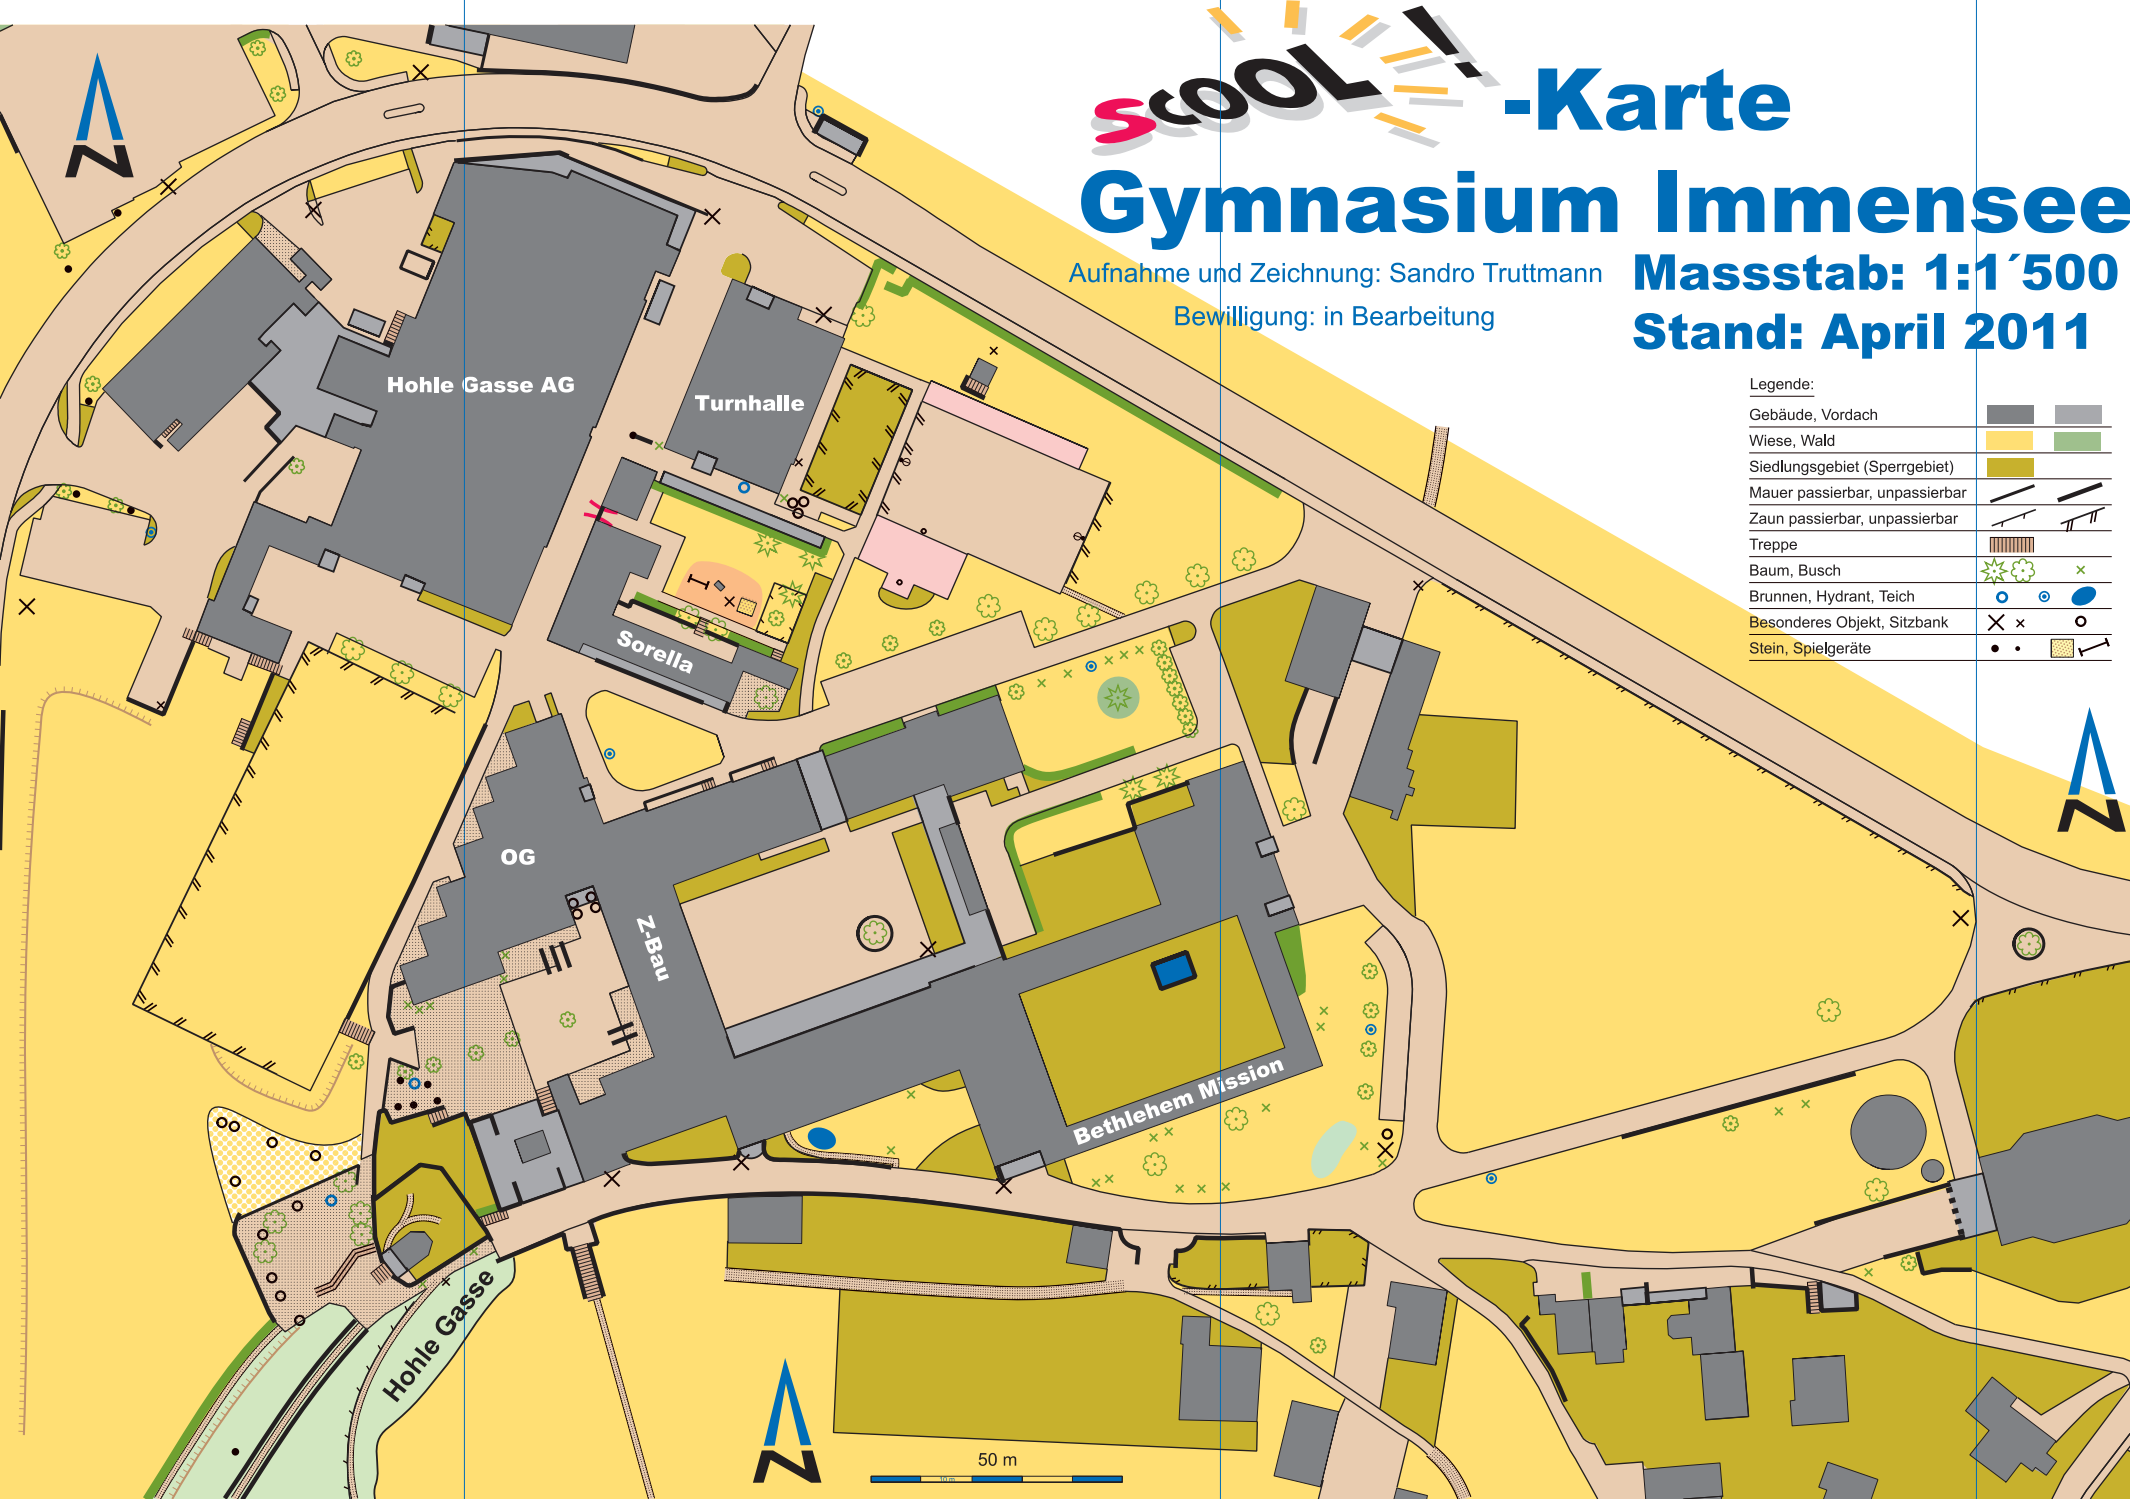 scool! -Karte
Gymnasium Immensee
Aufnahme und Zeichnung: Sandro Truttmann
Bewilligung: in Bearbeitung
Massstab: 1:1´500
Stand: April 2011
Legende:
Gebäude, Vordach
Wiese, Wald
Siedlungsgebiet (Sperrgebiet)
Mauer passierbar, unpassierbar
Zaun passierbar, unpassierbar
Treppe
Baum, Busch
Brunnen, Hydrant, Teich
Besonderes Objekt, Sitzbank
Stein, Spielgeräte
N
Hohle Gasse AG
Turnhalle
Sorella
N
OG
Z-Bau
Bethlehem Mission
Hohle Gasse
N
50 m
10 m